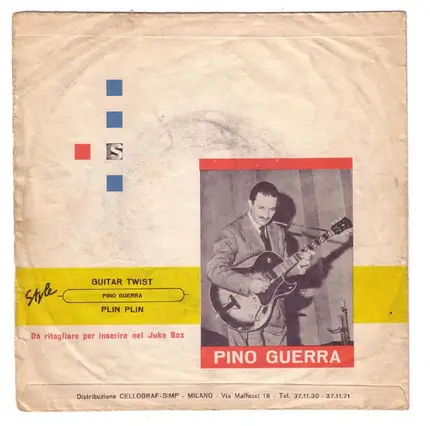 S
GUITAR TWIST
Style
PINO GUERRA
PLIN PLIN
Da ritagliare per inserire nel Juke Box
PINO GUERRA
Distribuzione CELLOGRAF-SIMP - MILANO - Via Malfucci 18 - Tel. 37.11.30 - 37.11.71